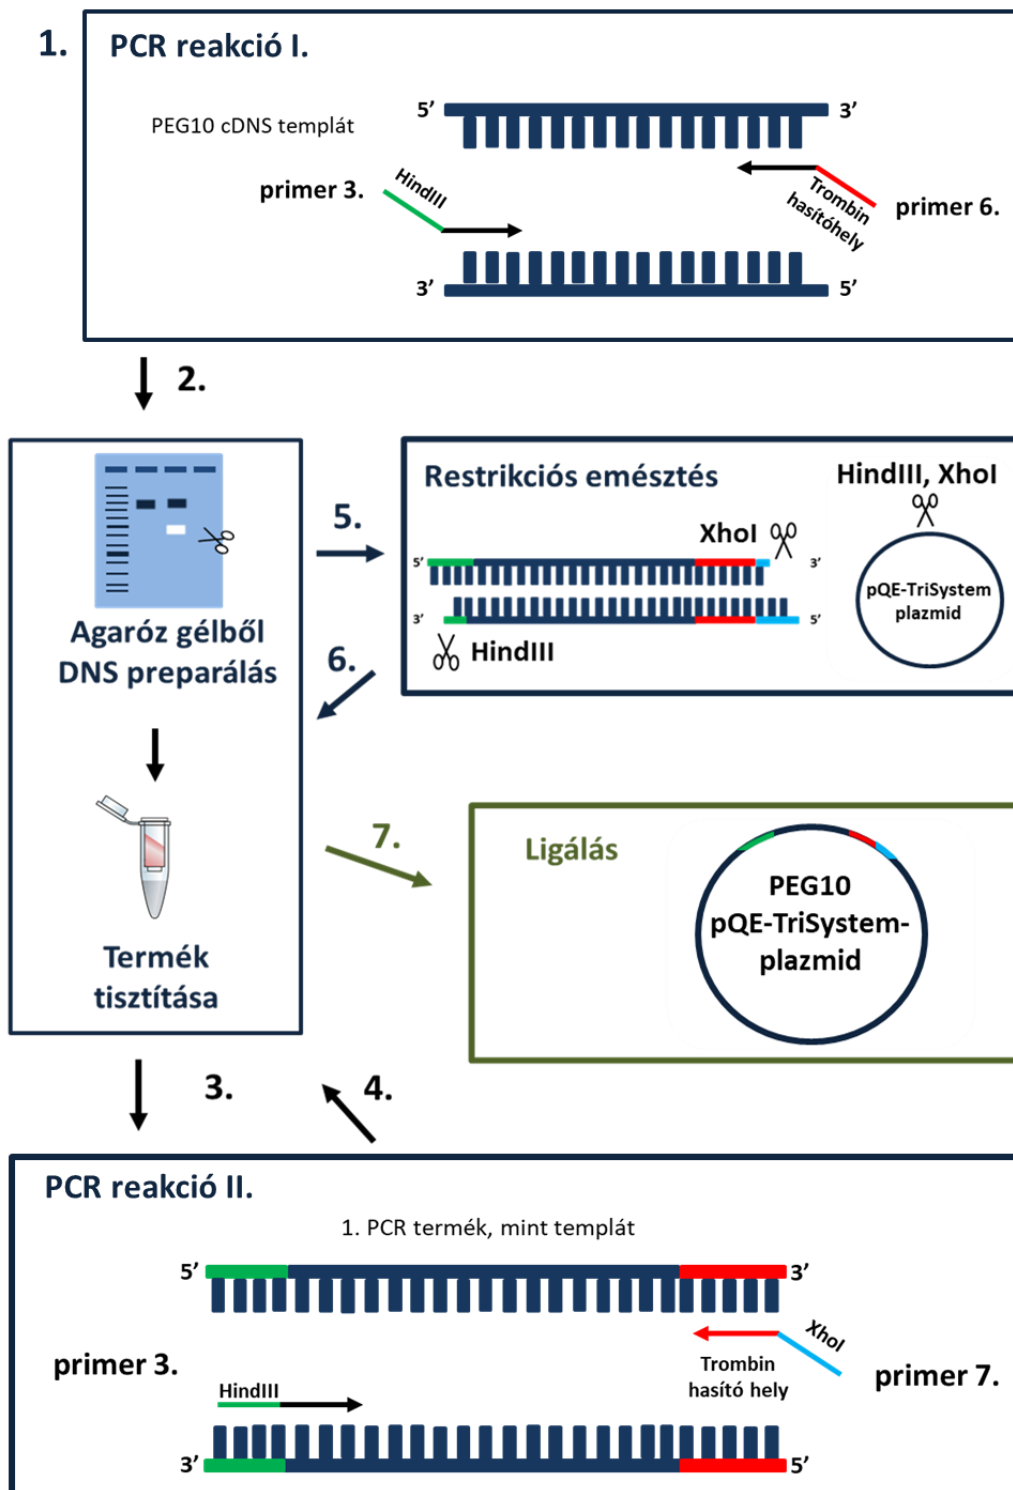 1.
PCR reakció I.
5’
3’
PEG10 cDNS templát
primer 3.
HindIII
Trombin
hasítóhely
primer 6.
3’
5’
2.
Agaróz gélből
DNS preparálás
Termék
tisztítása
5.
Restrikciós emésztés
HindIII, XhoI
XhoI
5’
3’
3’
5’
HindIII
pQE-TriSystem
plazmid
6.
7.
Ligálás
PEG10
pQE-TriSystem-
plazmid
3.
4.
PCR reakció II.
1. PCR termék, mint templát
5’
3’
primer 3.
HindIII
Trombin
hasító hely
XhoI
primer 7.
3’
5’